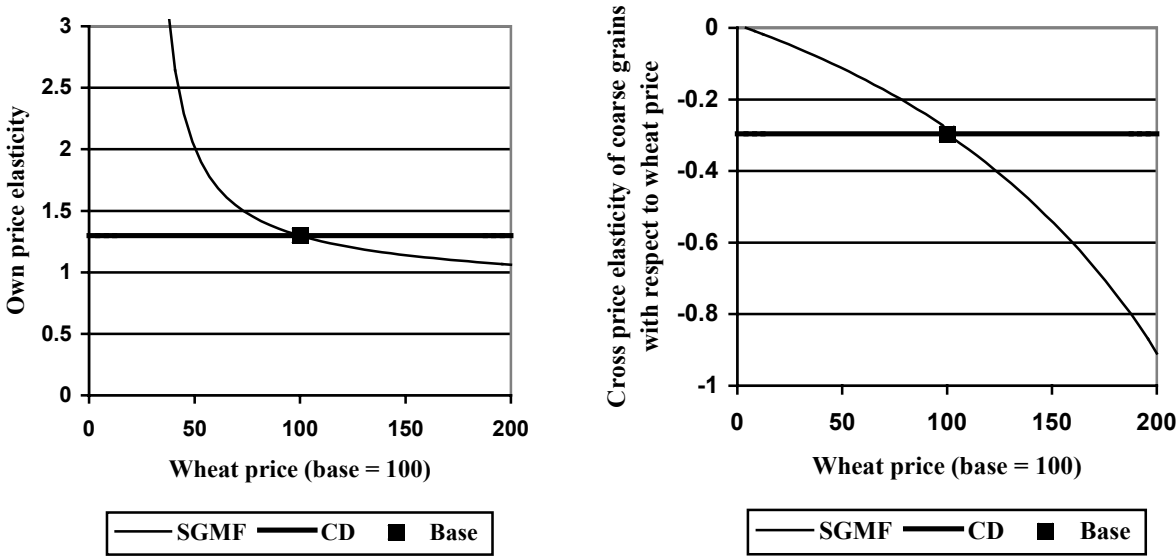 Own price elasticity
3
2.5
2
1.5
1
0.5
0
0
50
100
150
200
Wheat price (base = 100)
SGMF
CD
Base
Cross price elasticity of coarse grains
with respect to wheat price
0
-0.2
-0.4
-0.6
-0.8
-1
0
50
100
150
200
Wheat price (base = 100)
SGMF
CD
Base